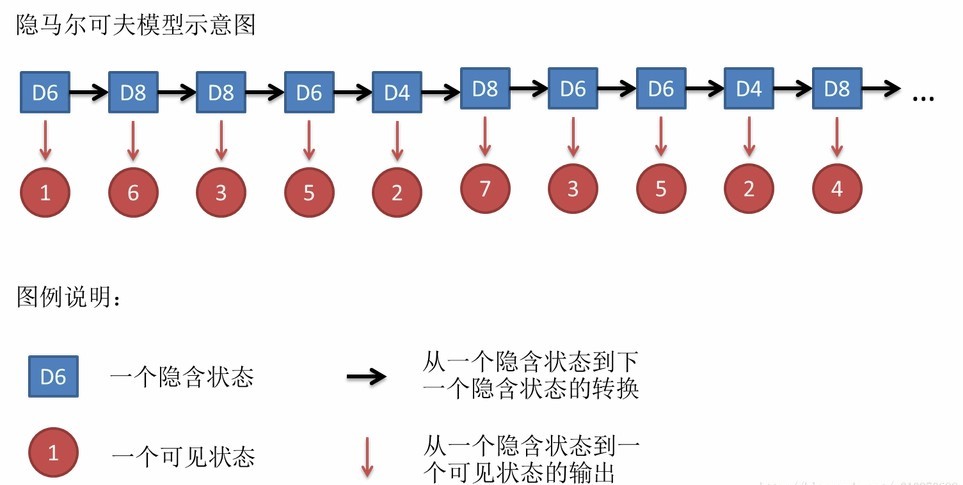 隐马尔可夫模型示意图
D6 D8 D8 D6 D4 D8 D6 D6 D4 D8 ...
1 6 3 5 2 7 3 5 2 4
图例说明：
D6 一个隐含状态
从一个隐含状态到下
一个隐含状态的转换
1 一个可见状态
从一个隐含状态到一
个可见状态的输出